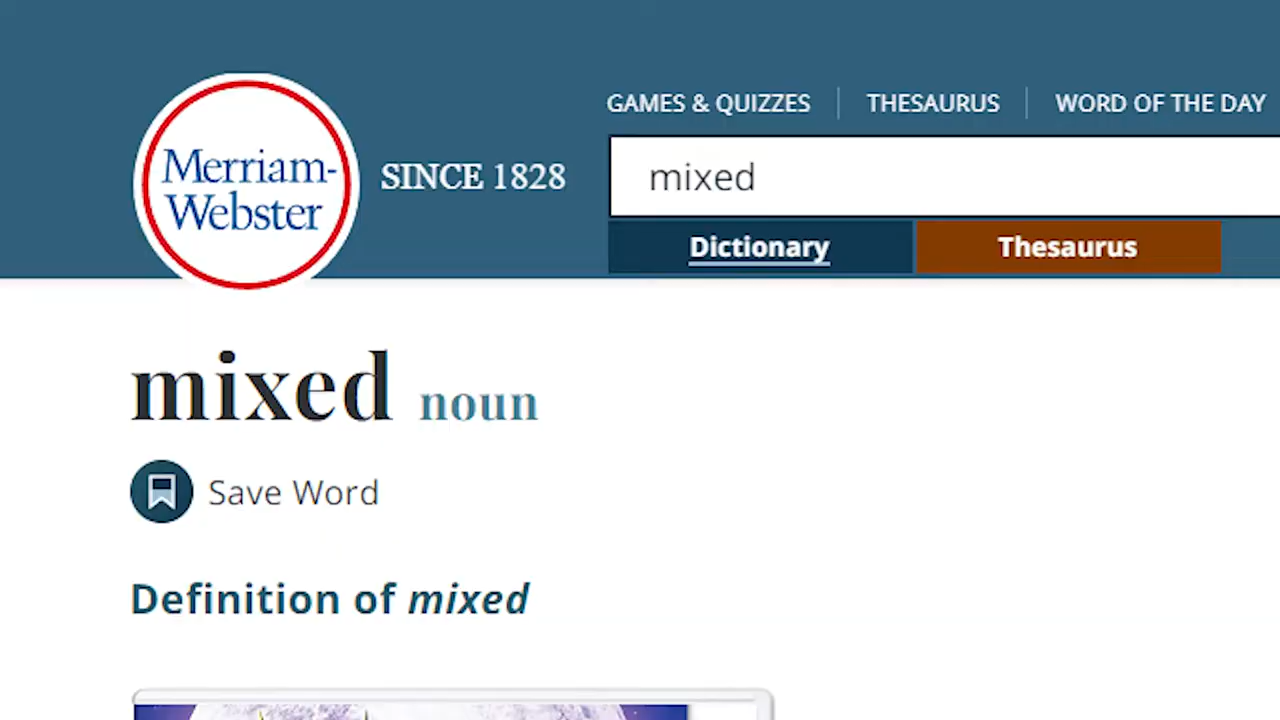 GAMES & QUIZZES THESAURUS WORD OF THE DAY
Merriam-
Webster
SINCE 1828
mixed
Dictionary Thesaurus
mixed noun
Save Word
Definition of mixed